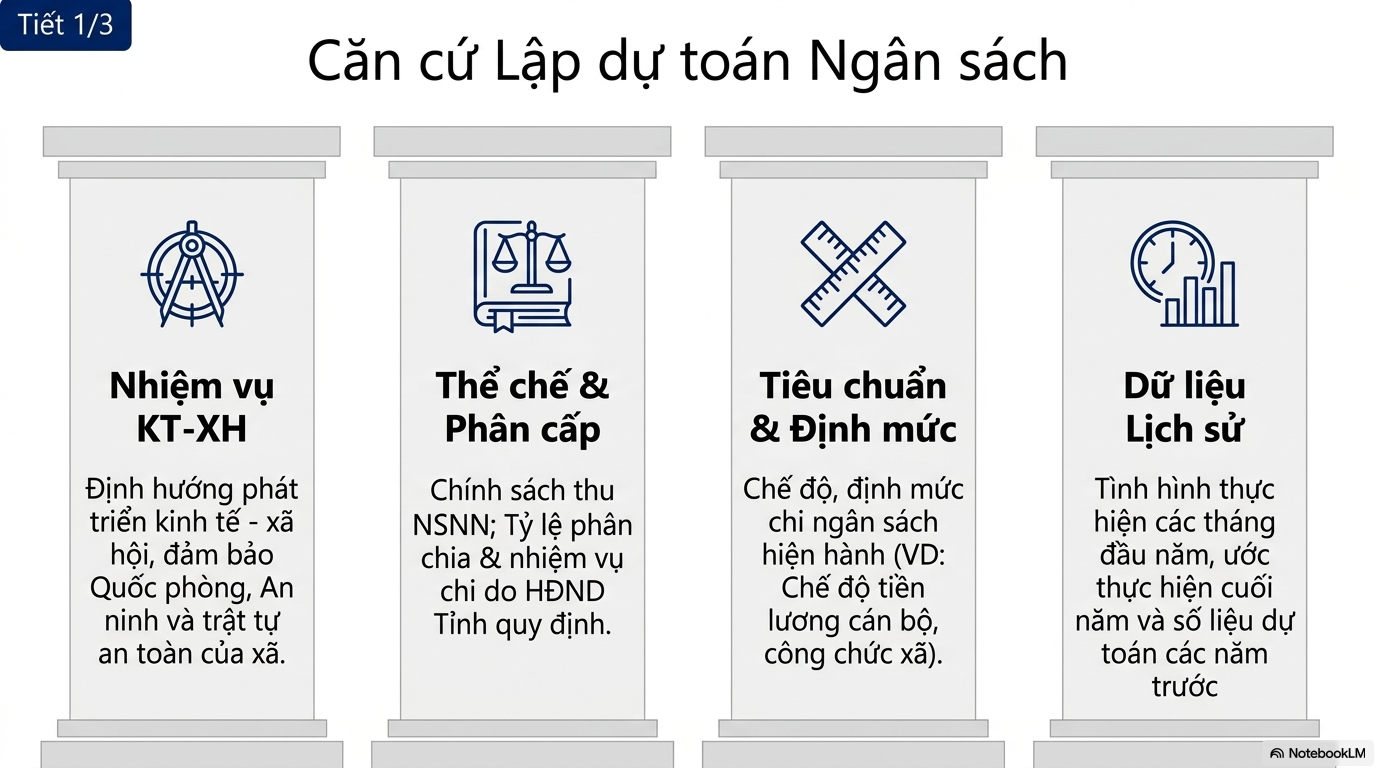 Tiết 1/3
Căn cứ Lập dự toán Ngân sách
Nhiệm vụ
KT-XH
Định hướng phát
triển kinh tế - xã
hội, đảm bảo
Quốc phòng, An
ninh và trật tự
an toàn của xã.
Thể chế &
Phân cấp
Chính sách thu
NSNN; Tỷ lệ phân
chia & nhiệm vụ
chi do HĐND
Tỉnh quy định.
Tiêu chuẩn
& Định mức
Chế độ, định mức
chi ngân sách
hiện hành (VD:
Chế độ tiền
lương cán bộ,
công chức xã).
Dữ liệu
Lịch sử
Tình hình thực
hiện các tháng
đầu năm, ước
thực hiện cuối
năm và số liệu dự
toán các năm
trước
NotebookLM